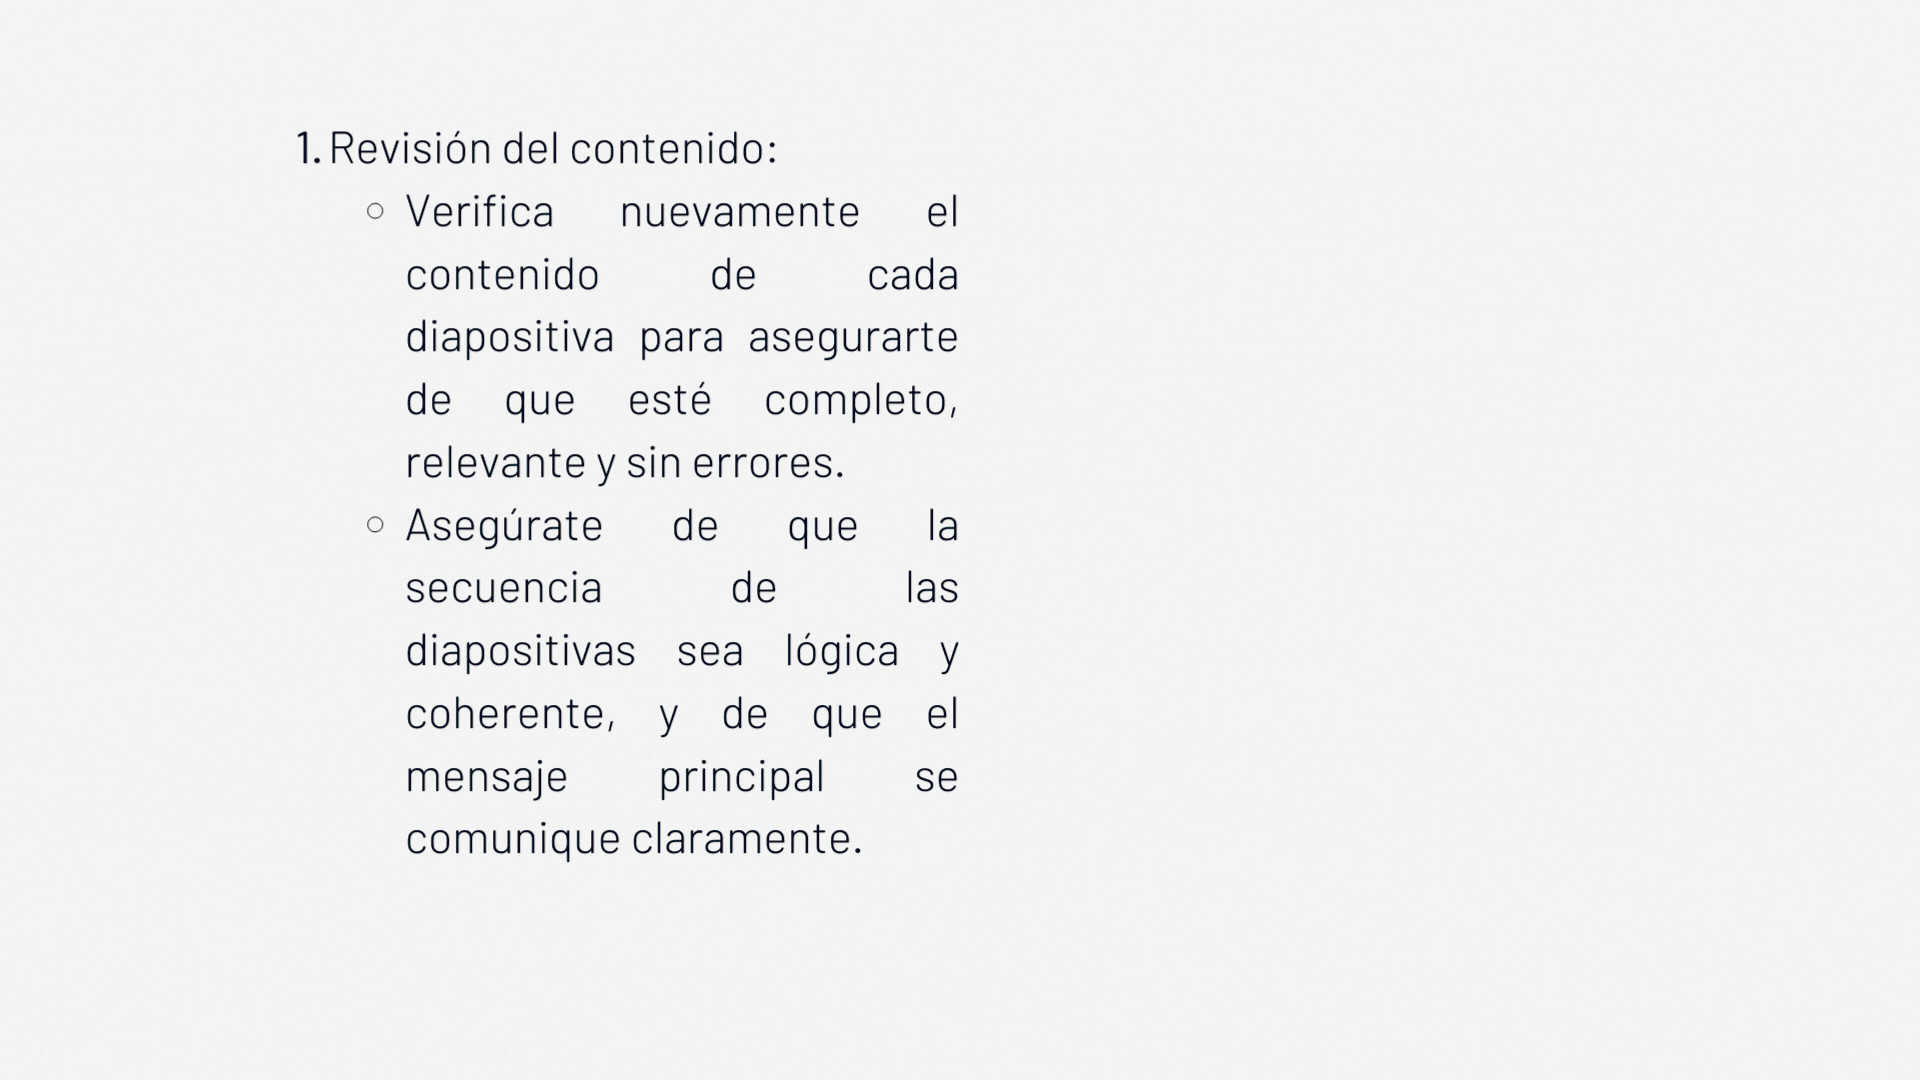 1. Revisión del contenido:
○ Verifica nuevamente el
contenido de cada
diapositiva para asegurarte
de que esté completo,
relevante y sin errores.
○ Asegúrate de que la
secuencia de las
diapositivas sea lógica y
coherente, y de que el
mensaje principal se
comunique claramente.